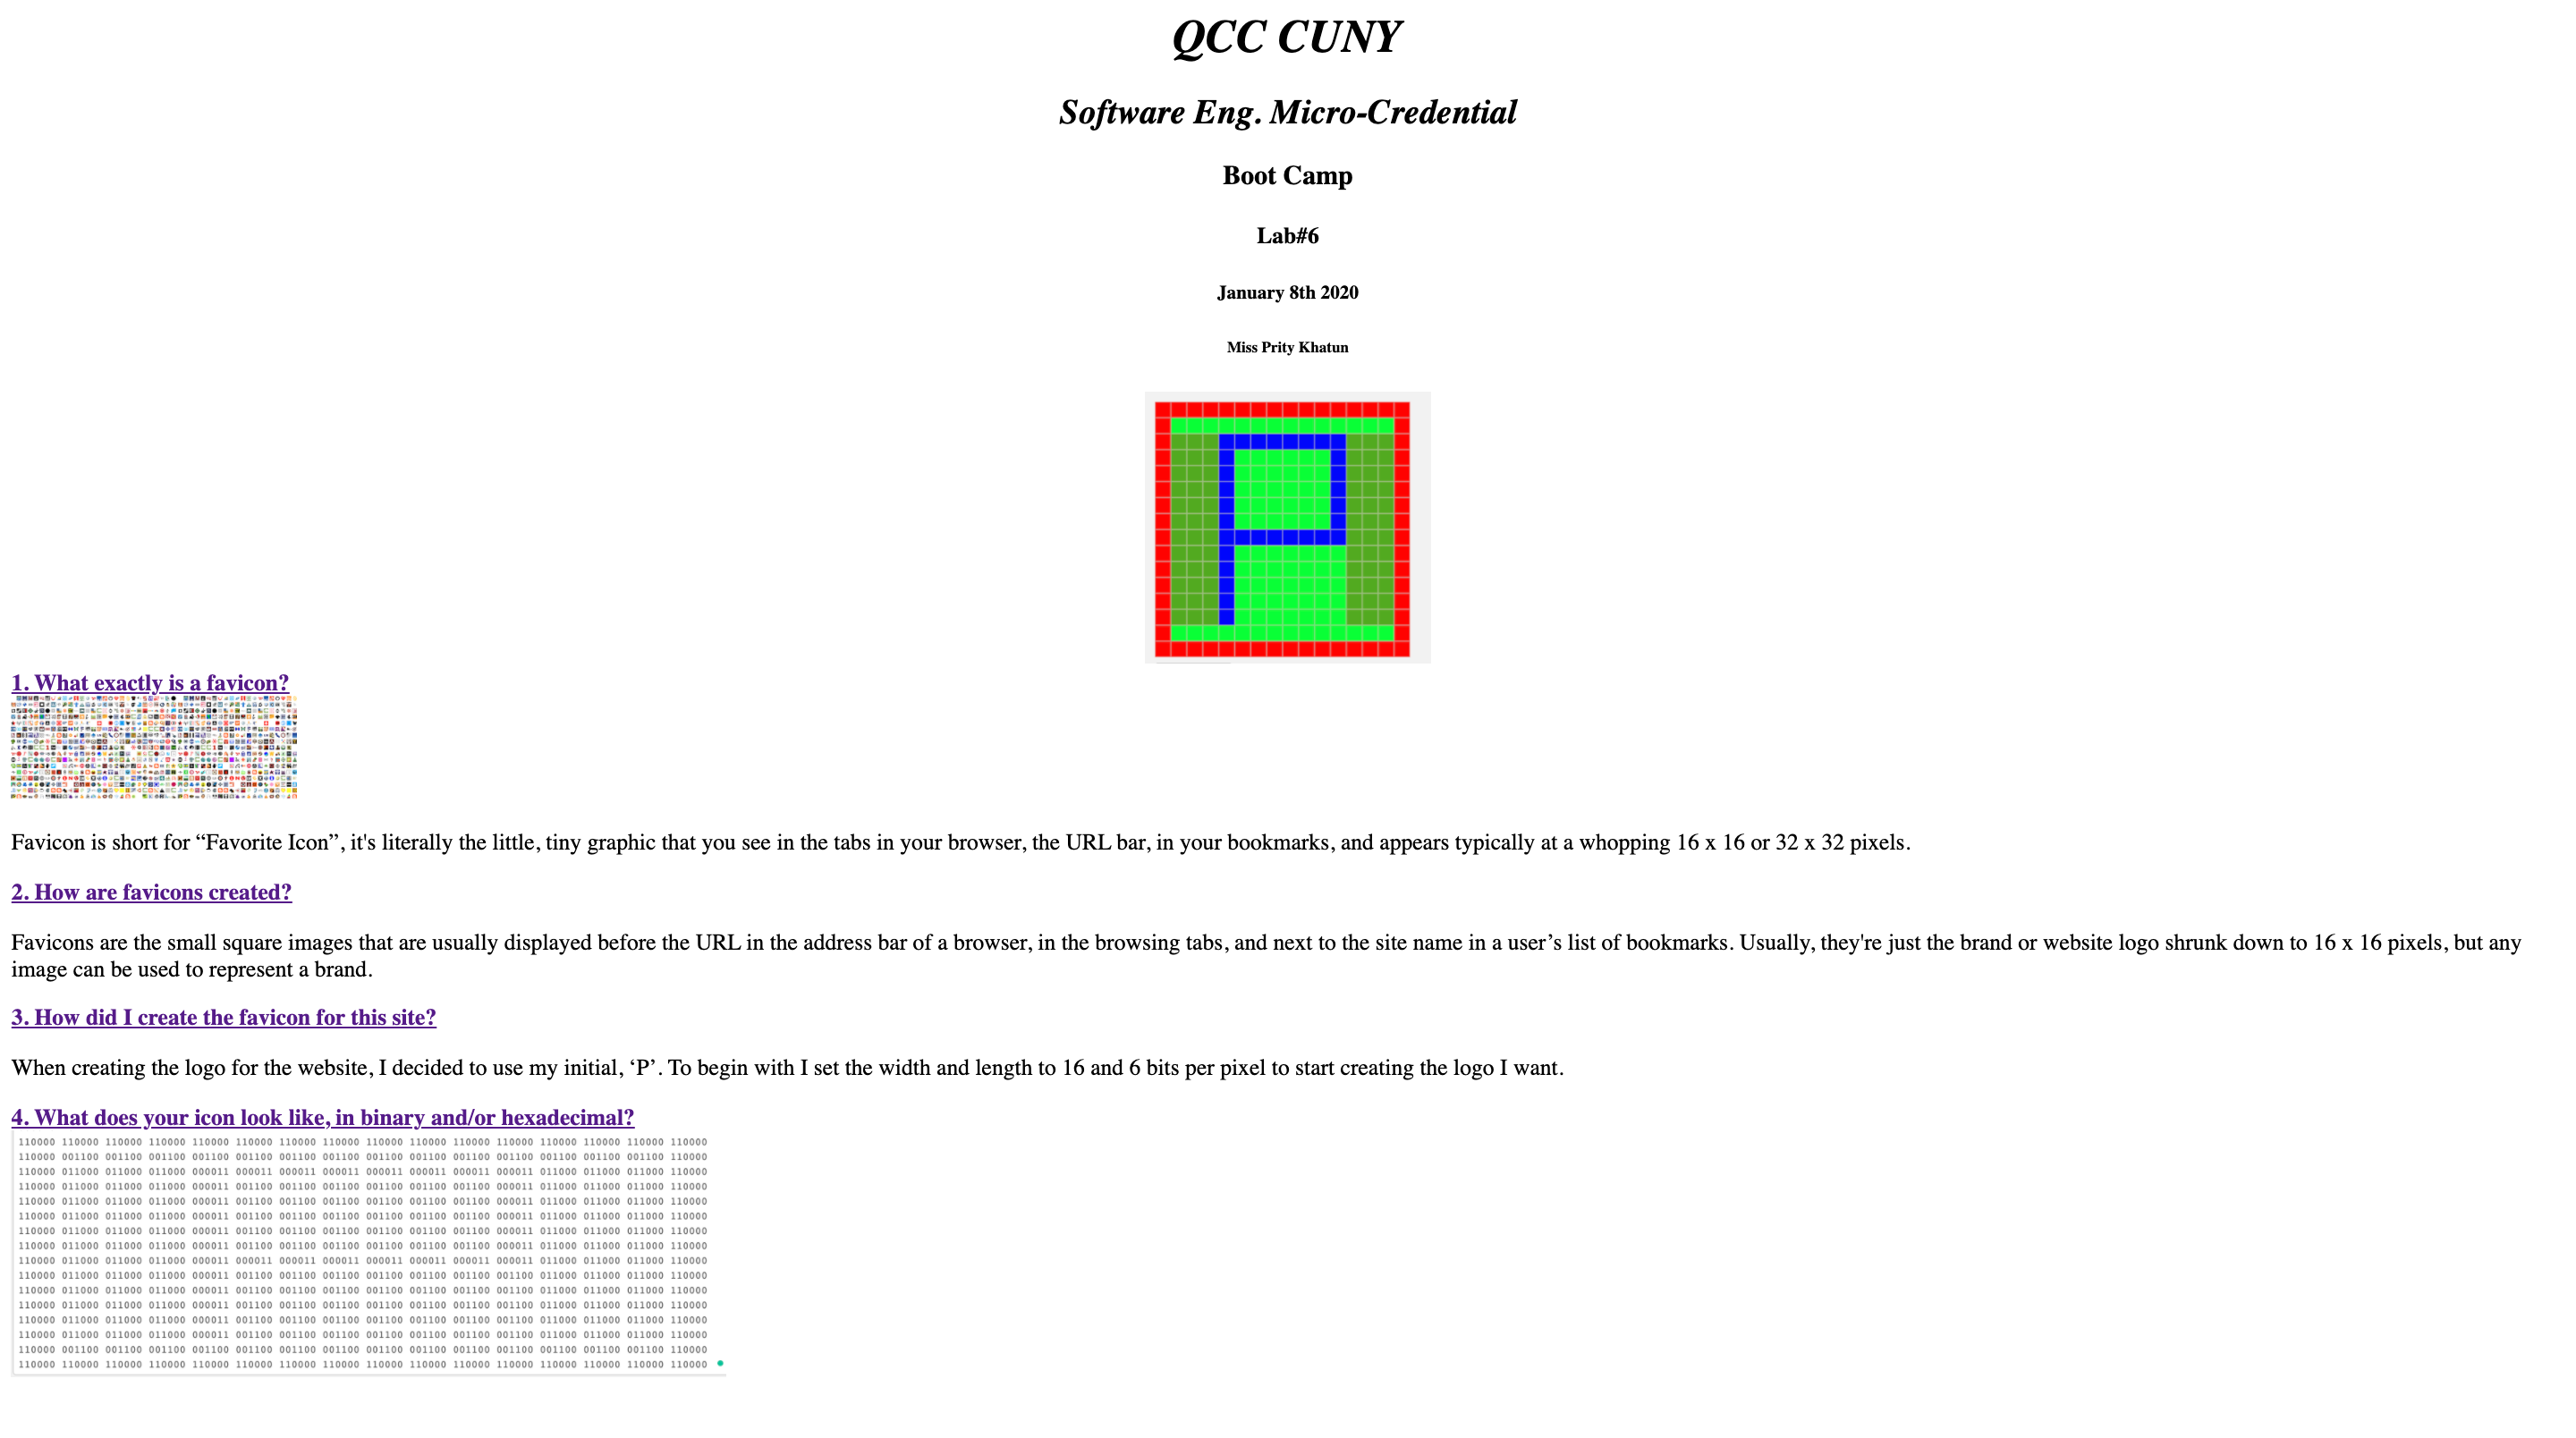 QCC CUNY
Software Eng. Micro-Credential
Boot Camp
Lab#6
January 8th 2020
Miss Prity Khatun
1. What exactly is a favicon?
Favicon is short for “Favorite Icon”, it's literally the little, tiny graphic that you see in the tabs in your browser, the URL bar, in your bookmarks, and appears typically at a whopping 16 x 16 or 32 x 32 pixels.
2. How are favicons created?
Favicons are the small square images that are usually displayed before the URL in the address bar of a browser, in the browsing tabs, and next to the site name in a user’s list of bookmarks. Usually, they're just the brand or website logo shrunk down to 16 x 16 pixels, but any
image can be used to represent a brand.
3. How did I create the favicon for this site?
When creating the logo for the website, I decided to use my initial, ‘P’. To begin with I set the width and length to 16 and 6 bits per pixel to start creating the logo I want.
4. What does your icon look like, in binary and/or hexadecimal?
110000 110000 110000 110000 110000 110000 110000 110000 110000 110000 110000 110000 110000 110000 110000 110000
110000 001100 001100 001100 001100 001100 001100 001100 001100 001100 001100 001100 001100 001100 001100 110000
110000 011000 011000 011000 000011 000011 000011 000011 000011 000011 000011 000011 011000 011000 011000 110000
110000 011000 011000 011000 000011 001100 001100 001100 001100 001100 001100 000011 011000 011000 011000 110000
110000 011000 011000 011000 000011 001100 001100 001100 001100 001100 001100 000011 011000 011000 011000 110000
110000 011000 011000 011000 000011 001100 001100 001100 001100 001100 001100 000011 011000 011000 011000 110000
110000 011000 011000 011000 000011 001100 001100 001100 001100 001100 001100 000011 011000 011000 011000 110000
110000 011000 011000 011000 000011 001100 001100 001100 001100 001100 001100 000011 011000 011000 011000 110000
110000 011000 011000 011000 000011 000011 000011 000011 000011 000011 000011 000011 011000 011000 011000 110000
110000 011000 011000 011000 000011 001100 001100 001100 001100 001100 001100 001100 011000 011000 011000 110000
110000 011000 011000 011000 000011 001100 001100 001100 001100 001100 001100 001100 011000 011000 011000 110000
110000 011000 011000 011000 000011 001100 001100 001100 001100 001100 001100 001100 011000 011000 011000 110000
110000 011000 011000 011000 000011 001100 001100 001100 001100 001100 001100 001100 011000 011000 011000 110000
110000 011000 011000 011000 000011 001100 001100 001100 001100 001100 001100 001100 011000 011000 011000 110000
110000 001100 001100 001100 001100 001100 001100 001100 001100 001100 001100 001100 001100 001100 001100 110000
110000 110000 110000 110000 110000 110000 110000 110000 110000 110000 110000 110000 110000 110000 110000 110000